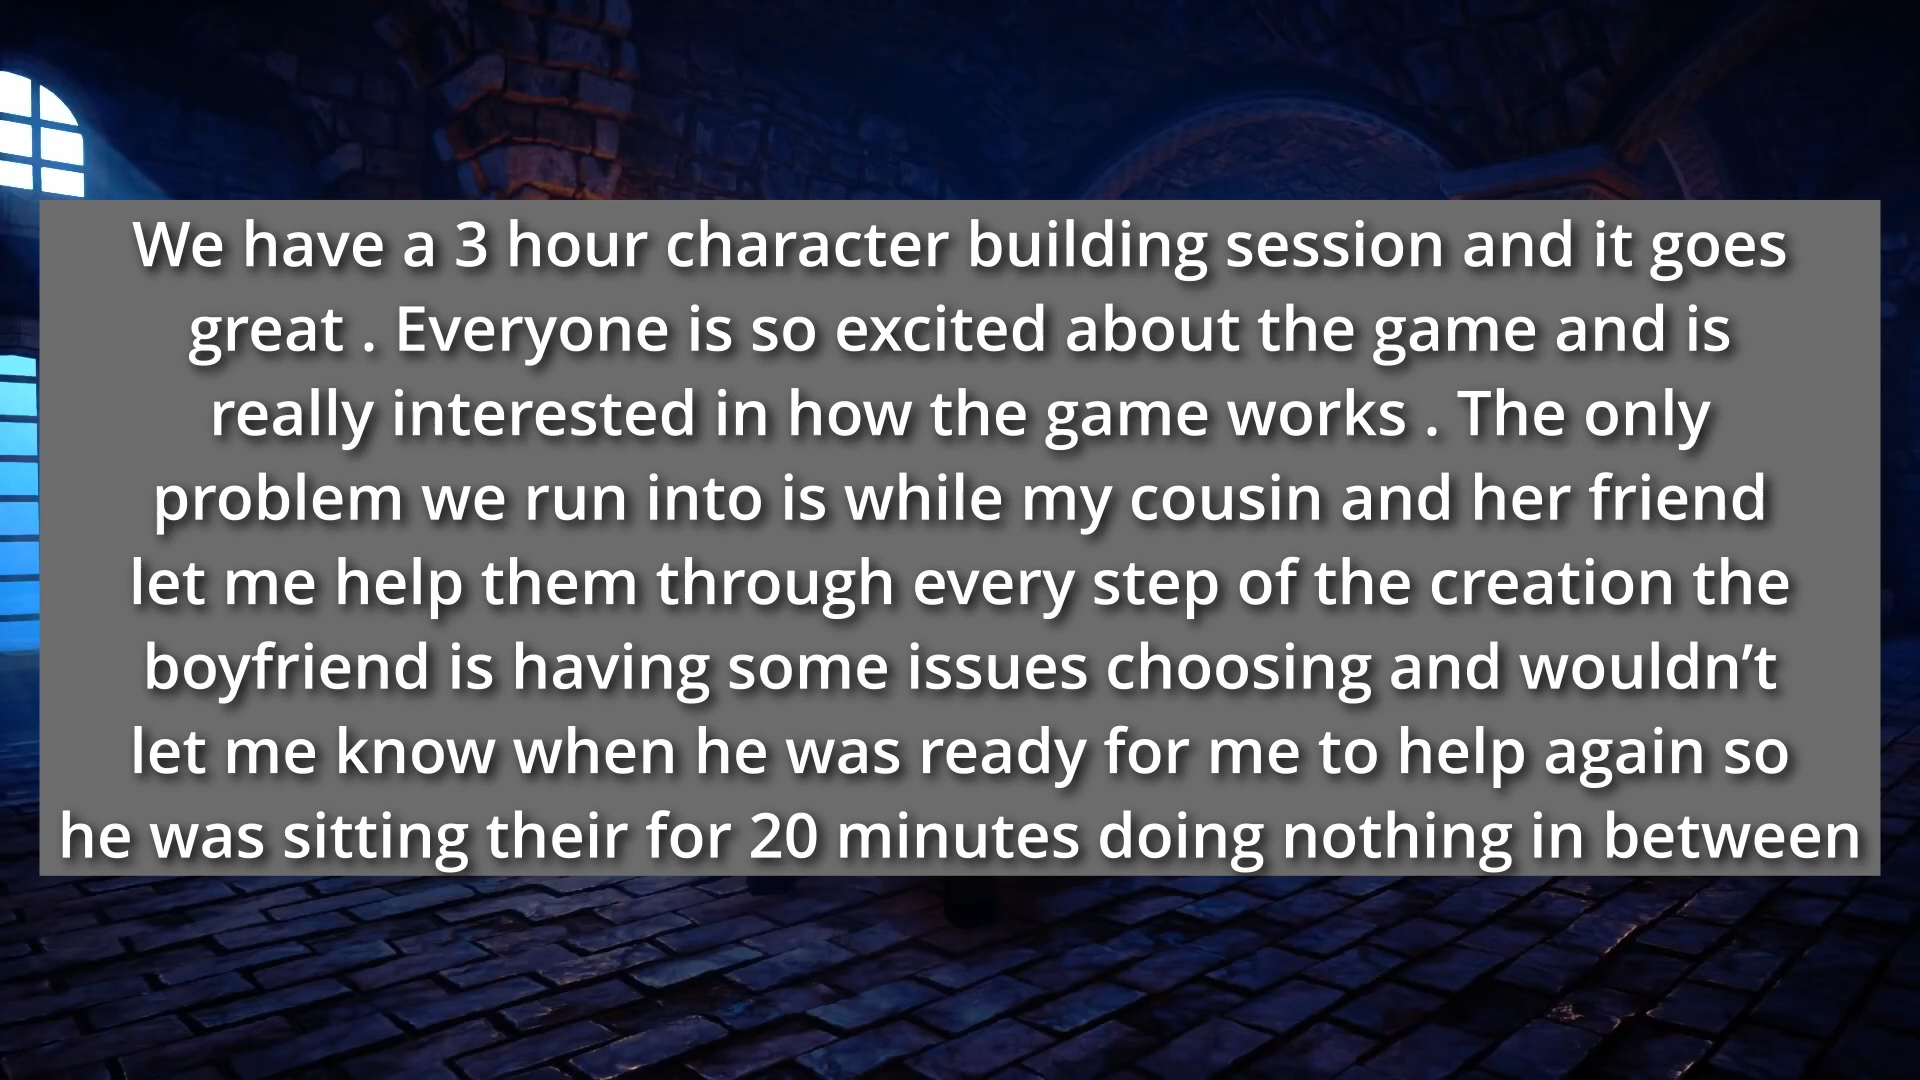 We have a 3 hour character building session and it goes
great . Everyone is so excited about the game and is
really interested in how the game works . The only
problem we run into is while my cousin and her friend
let me help them through every step of the creation the
boyfriend is having some issues choosing and wouldn’t
let me know when he was ready for me to help again so
he was sitting their for 20 minutes doing nothing in between